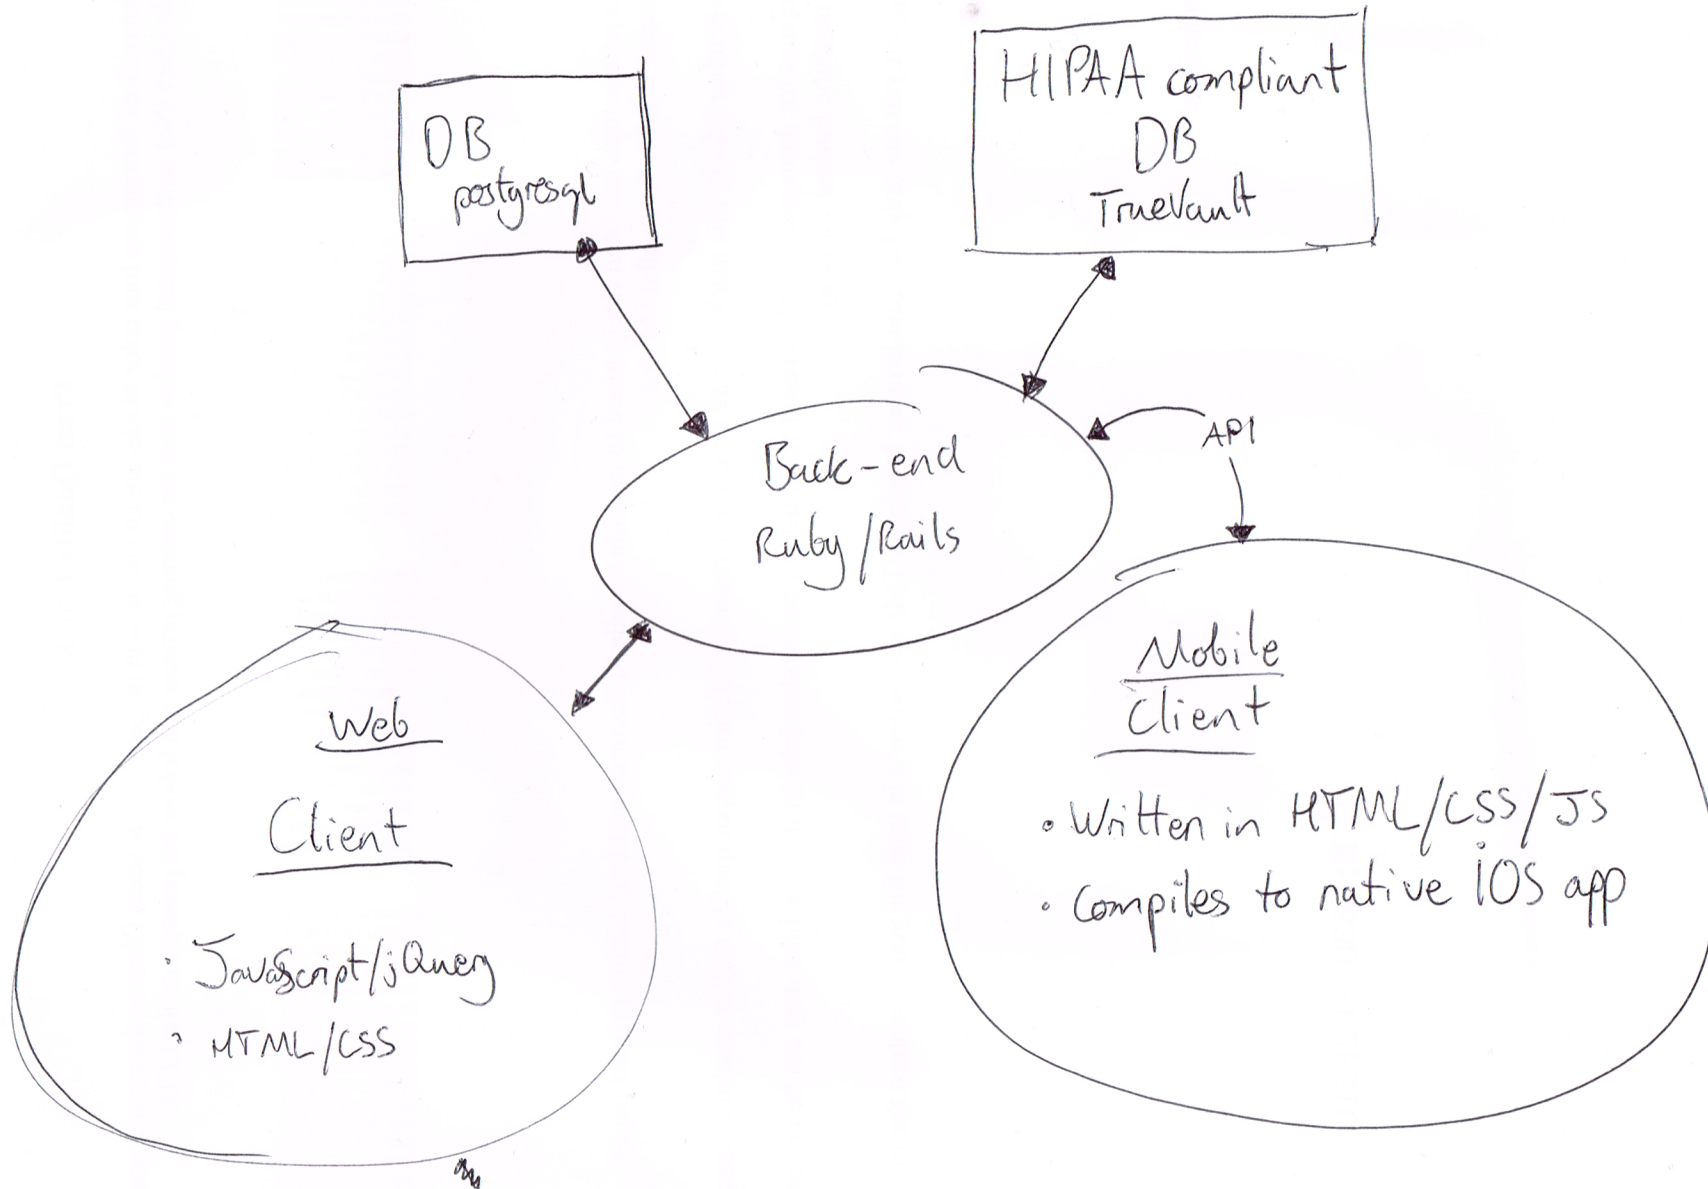 DB
postgresql
HIPAA compliant
DB
TrueVault
Back-end
Ruby/Rails
API
Web
Client
• JavaScript/jQuery
• HTML/CSS
Mobile
Client
• Written in HTML/CSS/JS
• Compiles to native iOS app